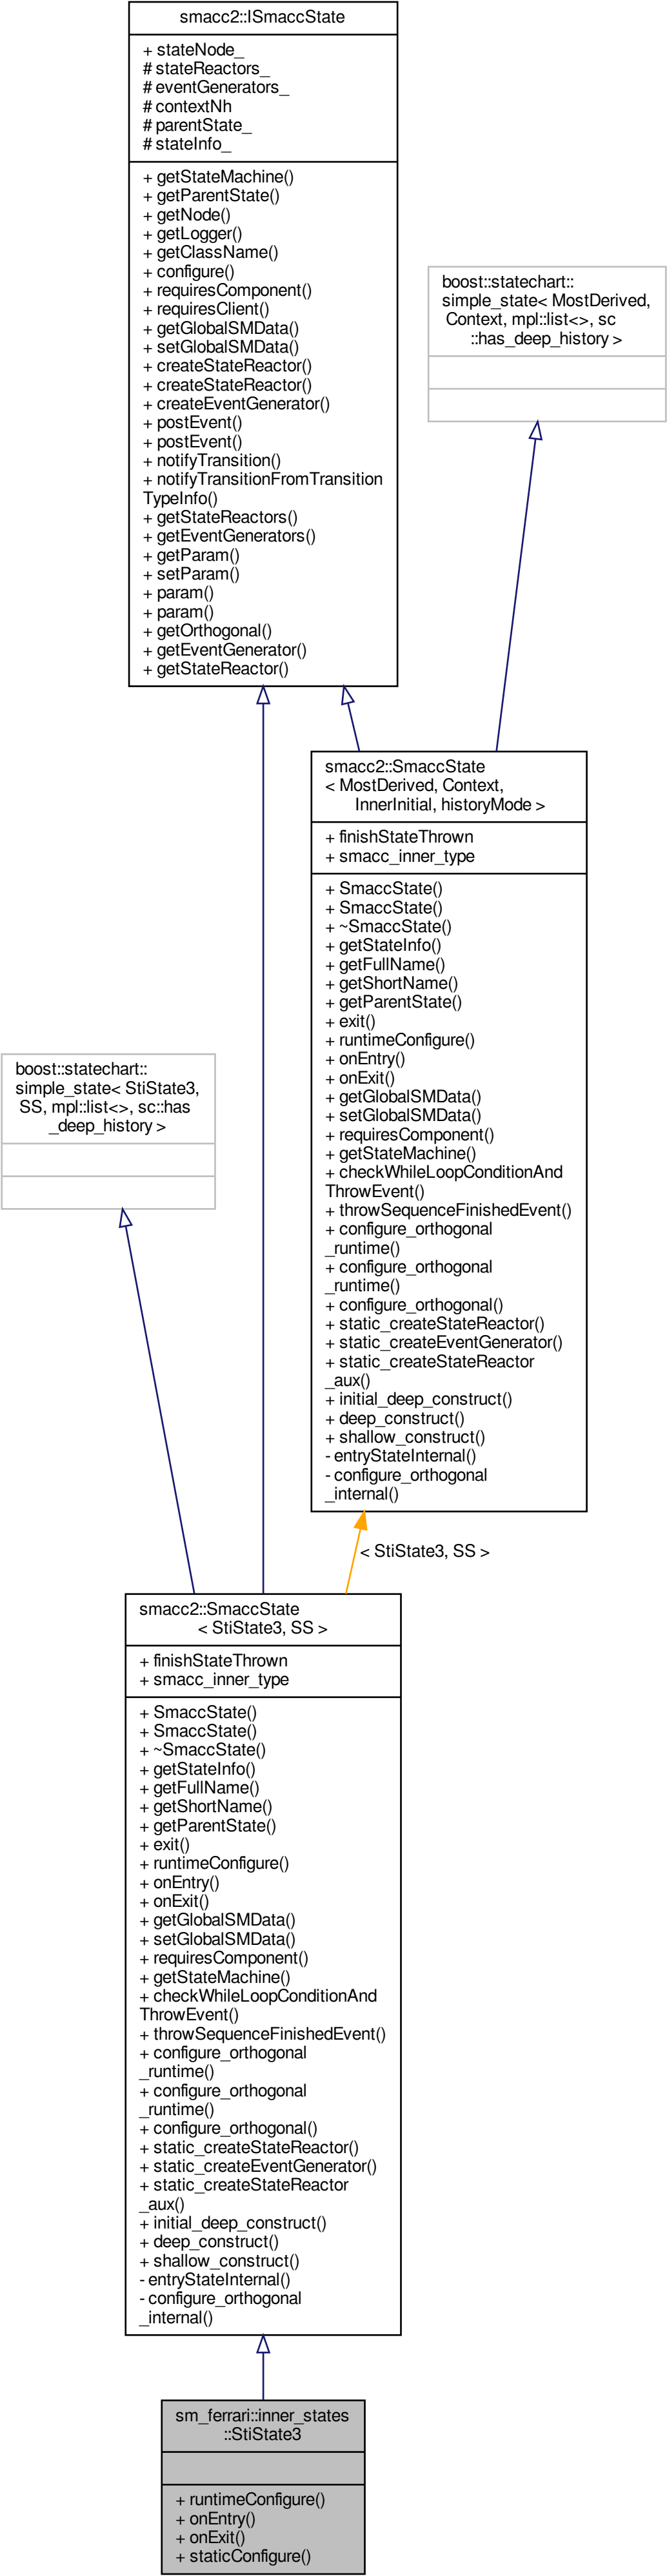 smacc2::ISmaccState
+ stateNode_
# stateReactors_
# eventGenerators_
# contextNh
# parentState_
# stateInfo_
+ getStateMachine()
+ getParentState()
+ getNode()
+ getLogger()
+ getClassName()
+ configure()
+ requiresComponent()
+ requiresClient()
+ getGlobalSMData()
+ setGlobalSMData()
+ createStateReactor()
+ createStateReactor()
+ createEventGenerator()
+ postEvent()
+ postEvent()
+ notifyTransition()
+ notifyTransitionFromTransition
TypeInfo()
+ getStateReactors()
+ getEventGenerators()
+ getParam()
+ setParam()
+ param()
+ param()
+ getOrthogonal()
+ getEventGenerator()
+ getStateReactor()
boost::statechart::
simple_state< MostDerived,
Context, mpl::list<>, sc
::has_deep_history >
smacc2::SmaccState
< MostDerived, Context,
InnerInitial, historyMode >
+ finishStateThrown
+ smacc_inner_type
+ SmaccState()
+ SmaccState()
+ ~SmaccState()
+ getStateInfo()
+ getFullName()
+ getShortName()
+ getParentState()
+ exit()
+ runtimeConfigure()
+ onEntry()
+ onExit()
+ getGlobalSMData()
+ setGlobalSMData()
+ requiresComponent()
+ getStateMachine()
+ checkWhileLoopConditionAnd
ThrowEvent()
+ throwSequenceFinishedEvent()
+ configure_orthogonal
_runtime()
+ configure_orthogonal
_runtime()
+ configure_orthogonal()
+ static_createStateReactor()
+ static_createEventGenerator()
+ static_createStateReactor
_aux()
+ initial_deep_construct()
+ deep_construct()
+ shallow_construct()
- entryStateInternal()
- configure_orthogonal
_internal()
boost::statechart::
simple_state< StiState3,
SS, mpl::list<>, sc::has
_deep_history >
< StiState3, SS >
smacc2::SmaccState
< StiState3, SS >
+ finishStateThrown
+ smacc_inner_type
+ SmaccState()
+ SmaccState()
+ ~SmaccState()
+ getStateInfo()
+ getFullName()
+ getShortName()
+ getParentState()
+ exit()
+ runtimeConfigure()
+ onEntry()
+ onExit()
+ getGlobalSMData()
+ setGlobalSMData()
+ requiresComponent()
+ getStateMachine()
+ checkWhileLoopConditionAnd
ThrowEvent()
+ throwSequenceFinishedEvent()
+ configure_orthogonal
_runtime()
+ configure_orthogonal
_runtime()
+ configure_orthogonal()
+ static_createStateReactor()
+ static_createEventGenerator()
+ static_createStateReactor
_aux()
+ initial_deep_construct()
+ deep_construct()
+ shallow_construct()
- entryStateInternal()
- configure_orthogonal
_internal()
sm_ferrari::inner_states
::StiState3
+ runtimeConfigure()
+ onEntry()
+ onExit()
+ staticConfigure()